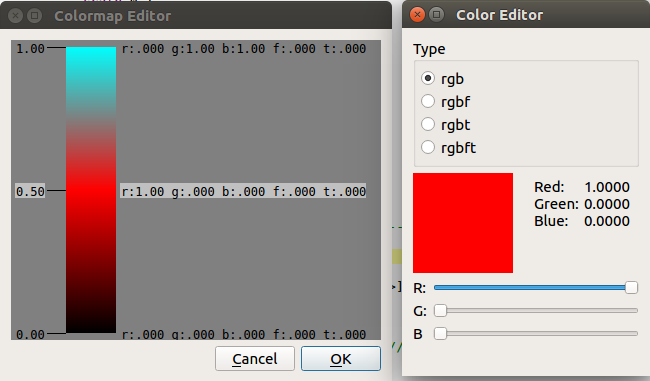 Colormap Editor
1.00 r:.000 g:1.00 b:1.00 f:.000 t:.000
0.50 r:1.00 g:.000 b:.000 f:.000 t:.000
0.00 r:.000 g:.000 b:.000 f:.000 t:.000
Cancel OK
Color Editor
Type
rgb
rgbf
rgbt
rgbft
Red: 1.0000
Green: 0.0000
Blue: 0.0000
R:
G:
B